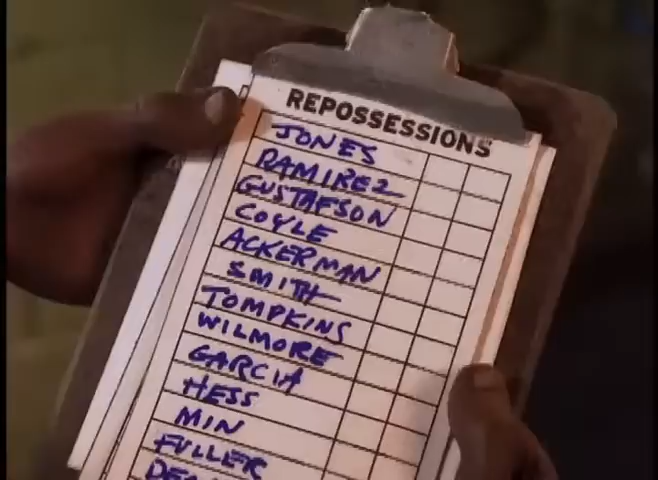 REPOSSESSIONS
JONES
RAMIREZ
GUSTAFSON
COYLE
ACKERMAN
SMITH
TOMPKINS
WILMORE
GARCIA
HESS
MIN
FULLER